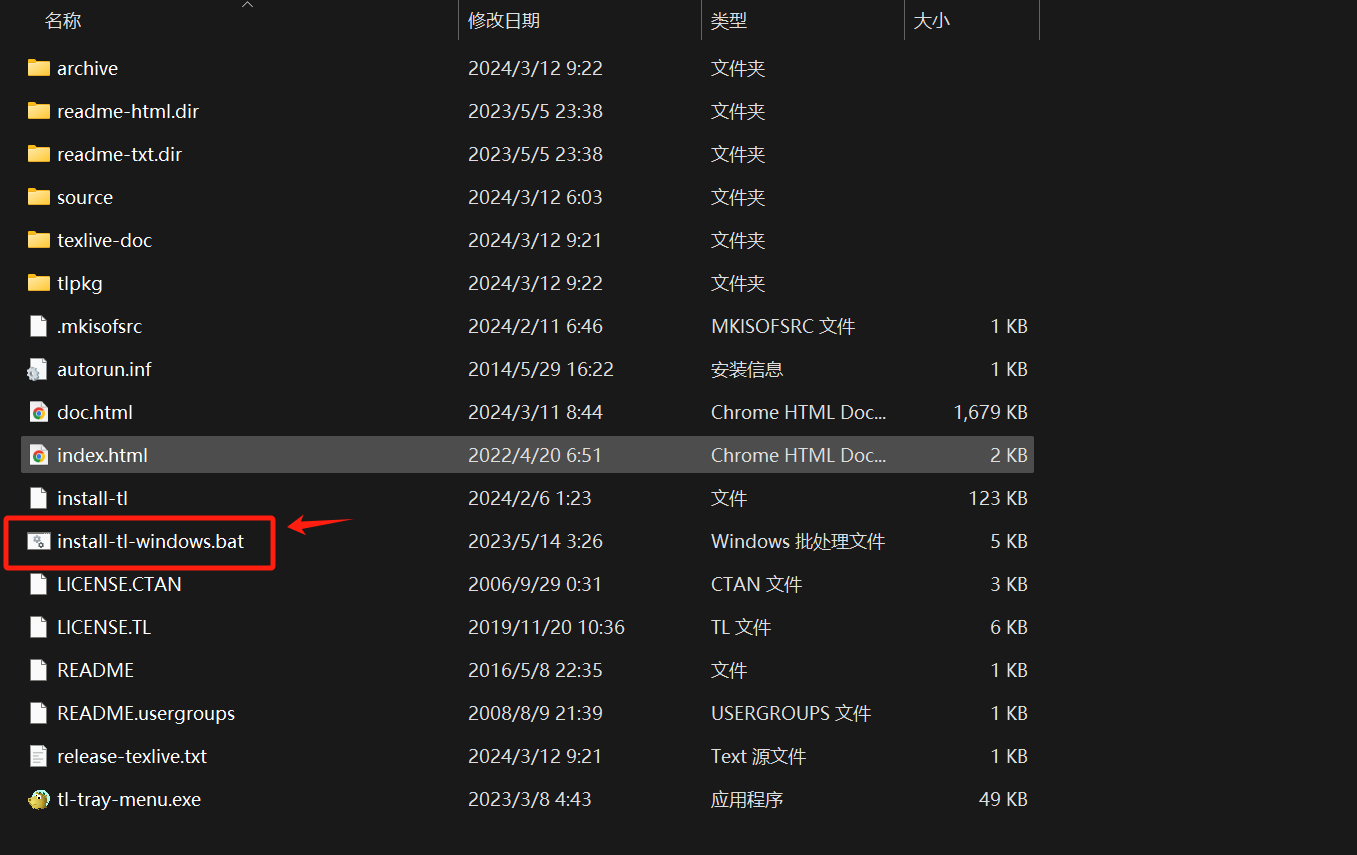 名称 修改日期 类型 大小
archive 2024/3/12 9:22 文件夹
readme-html.dir 2023/5/5 23:38 文件夹
readme-txt.dir 2023/5/5 23:38 文件夹
source 2024/3/12 6:03 文件夹
texlive-doc 2024/3/12 9:21 文件夹
tlpkg 2024/3/12 9:22 文件夹
.mkisofsrc 2024/2/11 6:46 MKISOFSRC 文件 1 KB
autorun.inf 2014/5/29 16:22 安装信息 1 KB
doc.html 2024/3/11 8:44 Chrome HTML Doc... 1,679 KB
index.html 2022/4/20 6:51 Chrome HTML Doc... 2 KB
install-tl 2024/2/6 1:23 文件 123 KB
install-tl-windows.bat 2023/5/14 3:26 Windows 批处理文件 5 KB
LICENSE.CTAN 2006/9/29 0:31 CTAN 文件 3 KB
LICENSE.TL 2019/11/20 10:36 TL 文件 6 KB
README 2016/5/8 22:35 文件 1 KB
README.usergroups 2008/8/9 21:39 USERGROUPS 文件 1 KB
release-texlive.txt 2024/3/12 9:21 Text 源文件 1 KB
tl-tray-menu.exe 2023/3/8 4:43 应用程序 49 KB